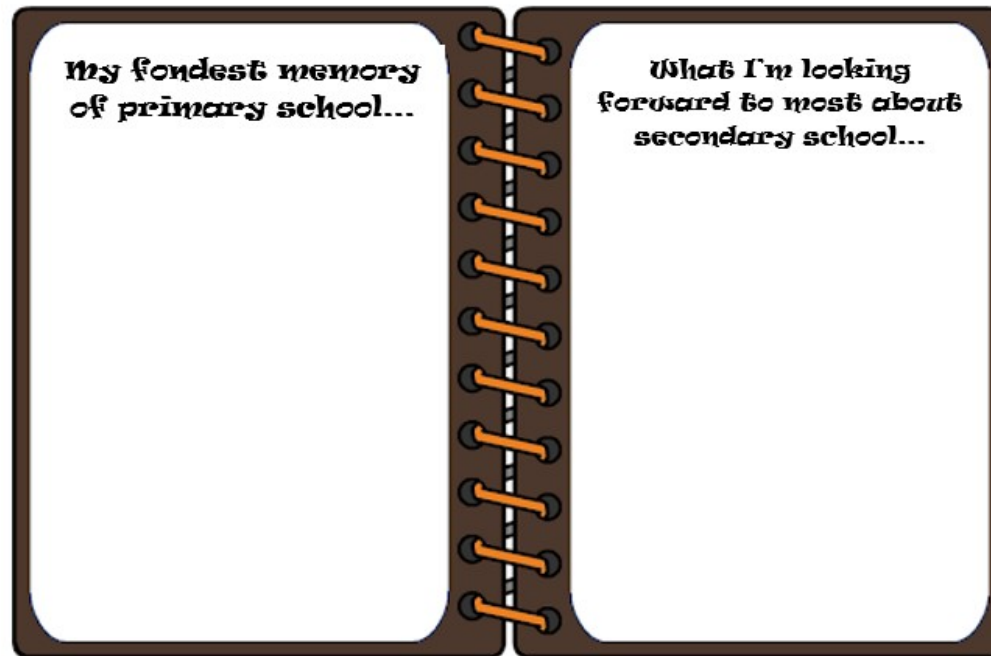 My fondest memory
of primary school...
What I'm looking
forward to most about
secondary school...